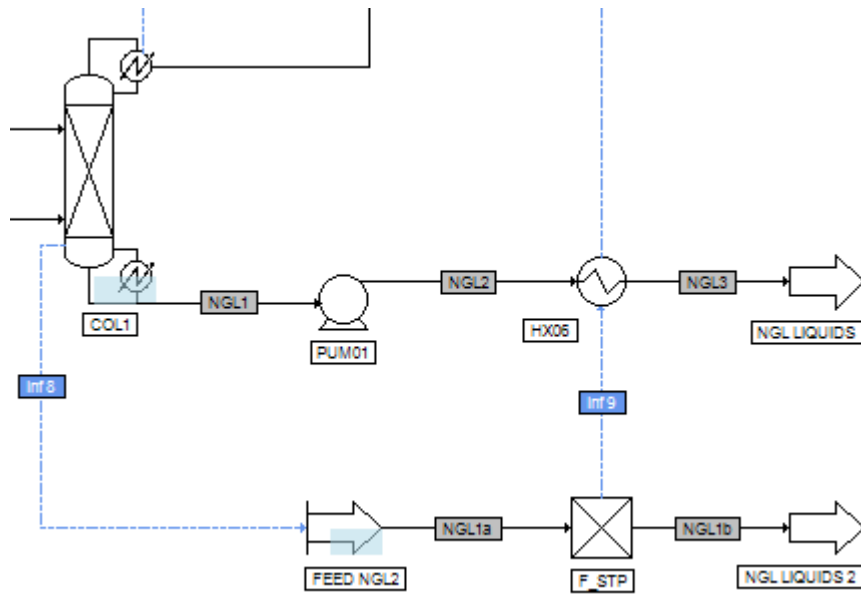 NGL1
NGL2
NGL3
COL1
PUM01
HX06
NGL LIQUIDS
Inf 8
Inf 9
NGL1a
NGL1b
FEED NGL2
F_STP
NGL LIQUIDS 2